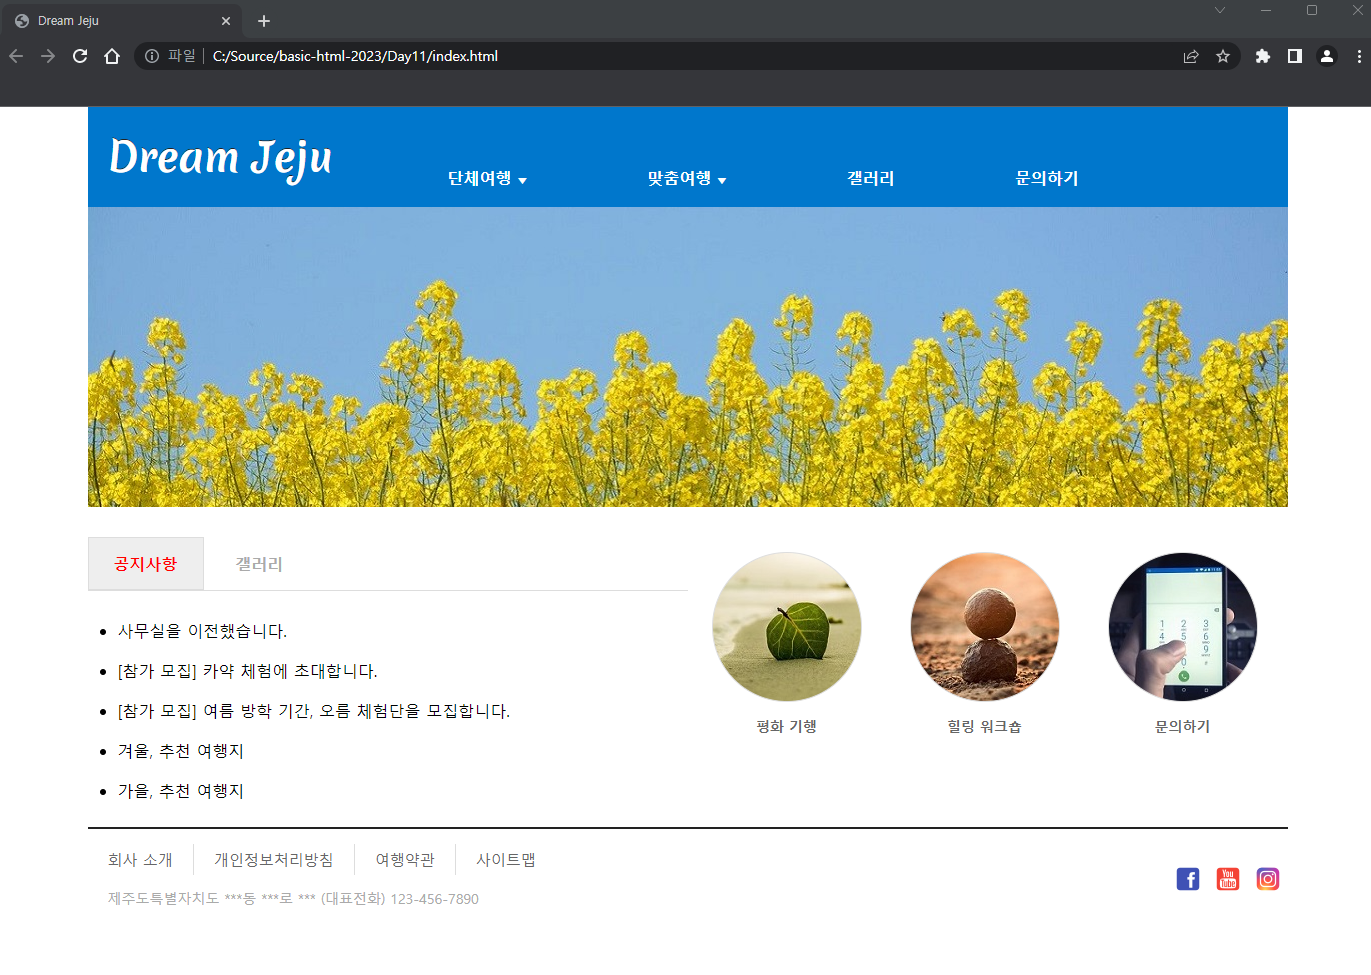 Dream Jeju
파일 C:/Source/basic-html-2023/Day11/index.html
Dream Jeju
단체여행 맞춤여행 갤러리 문의하기
공지사항 갤러리
사무실을 이전했습니다.
[참가 모집] 카약 체험에 초대합니다.
[참가 모집] 여름 방학 기간, 오름 체험단을 모집합니다.
겨울, 추천 여행지
가을, 추천 여행지
평화 기행 힐링 워크숍 문의하기
회사 소개 개인정보처리방침 여행약관 사이트맵
제주도특별자치도 ***동 ***로 *** (대표전화) 123-456-7890
You
Tube